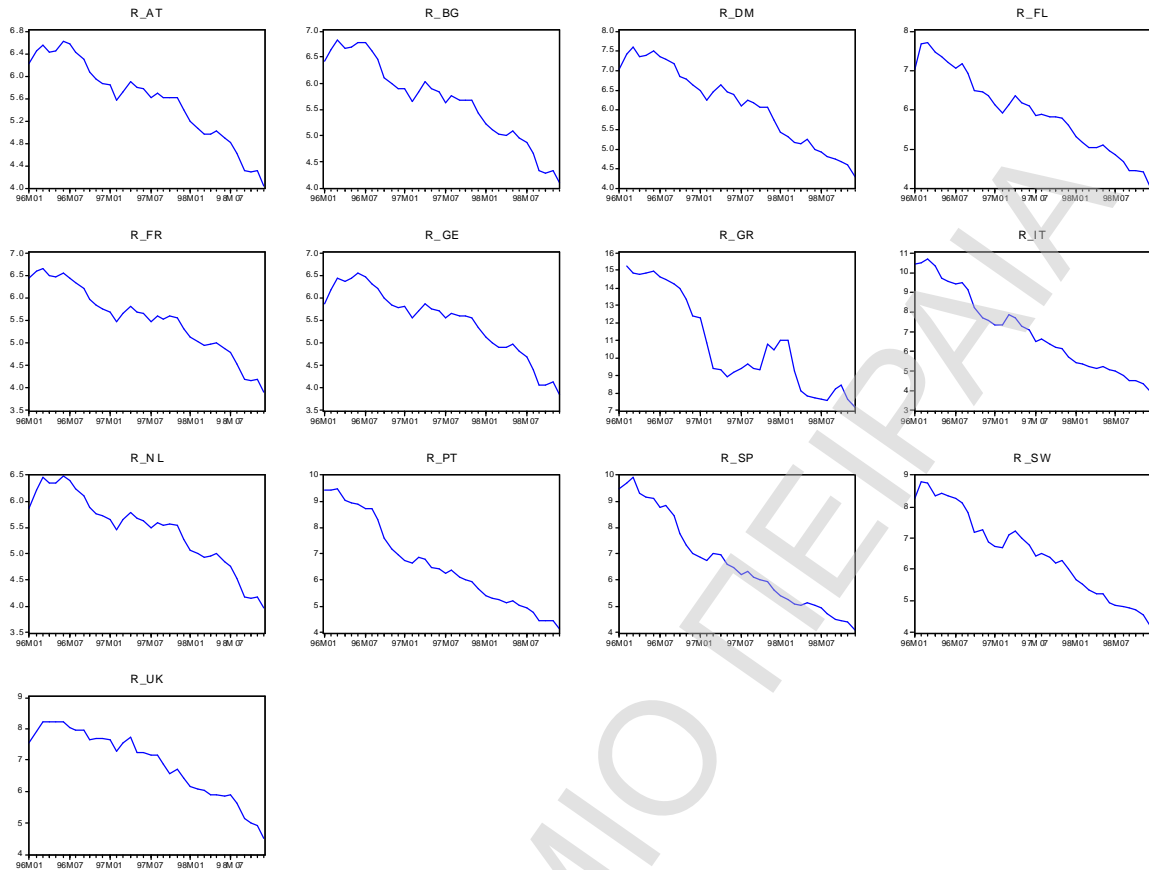 R_AT R_BG R_DM R_FL
6.8 7.0 8.0 8
6.4 6.5 7.5 7
6.0 6.0 7.0 6
5.6 5.5 6.5 5
5.2 5.0 6.0 4
4.8 4.5 5.5
4.4 4.0 5.0
4.0 4.5
4.0
96M01 96M07 97M01 97M07 98M01 98M07 96M01 96M07 97M01 97M07 98M01 98M07 96M01 96M07 97M01 97M07 98M01 98M07 96M01 96M07 97M01 97M07 98M01 98M07
R_FR R_GE R_GR R_IT
7.0 7.0 16 11
6.5 6.5 15 10
6.0 6.0 14 9
5.5 5.5 13 8
5.0 5.0 12 7
4.5 4.5 11 6
4.0 4.0 10 5
3.5 3.5 9 4
8 3
7
96M01 96M07 97M01 97M07 98M01 98M07 96M01 96M07 97M01 97M07 98M01 98M07 96M01 96M07 97M01 97M07 98M01 98M07 96M01 96M07 97M01 97M07 98M01 98M07
R_NL R_PT R_SP R_SW
6.5 10 10 9
6.0 9 9 8
5.5 8 8 7
5.0 7 7 6
4.5 6 6 5
4.0 5 5 4
3.5 4 4
96M01 96M07 97M01 97M07 98M01 98M07 96M01 96M07 97M01 97M07 98M01 98M07 96M01 96M07 97M01 97M07 98M01 98M07 96M01 96M07 97M01 97M07 98M01 98M07
R_UK
9
8
7
6
5
4
96M01 96M07 97M01 97M07 98M01 98M07
ΜΙΟ ΠΕΙΡΑΙΑ